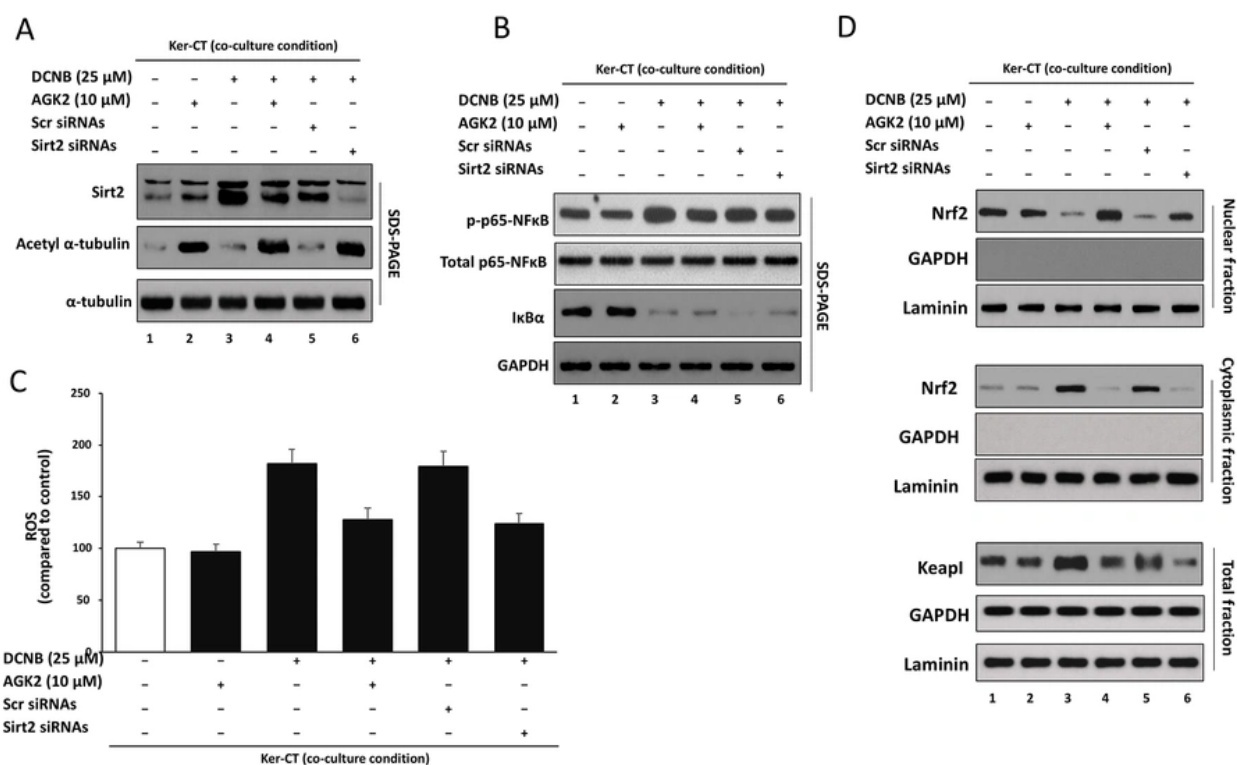 A
Ker-CT (co-culture condition)
DCNB (25 μM) – – + + + +
AGK2 (10 μM) – + – + – –
Scr siRNAs – – – – + –
Sirt2 siRNAs – – – – – +
Sirt2
Acetyl α-tubulin
α-tubulin
SDS-PAGE
1 2 3 4 5 6
B
Ker-CT (co-culture condition)
DCNB (25 μM) – – + + + +
AGK2 (10 μM) – + – + – –
Scr siRNAs – – – – + –
Sirt2 siRNAs – – – – – +
p-p65-NFκB
Total p65-NFκB
IκBα
GAPDH
SDS-PAGE
1 2 3 4 5 6
C
ROS
(compared to control)
250
200
150
100
50
0
DCNB (25 μM) – – + + + +
AGK2 (10 μM) – + – + – –
Scr siRNAs – – – – + –
Sirt2 siRNAs – – – – – +
Ker-CT (co-culture condition)
D
Ker-CT (co-culture condition)
DCNB (25 μM) – – + + + +
AGK2 (10 μM) – + – + – –
Scr siRNAs – – – – + –
Sirt2 siRNAs – – – – – +
Nrf2
GAPDH
Laminin
Nuclear fraction
Nrf2
GAPDH
Laminin
Cytoplasmic fraction
KeapI
GAPDH
Laminin
Total fraction
1 2 3 4 5 6